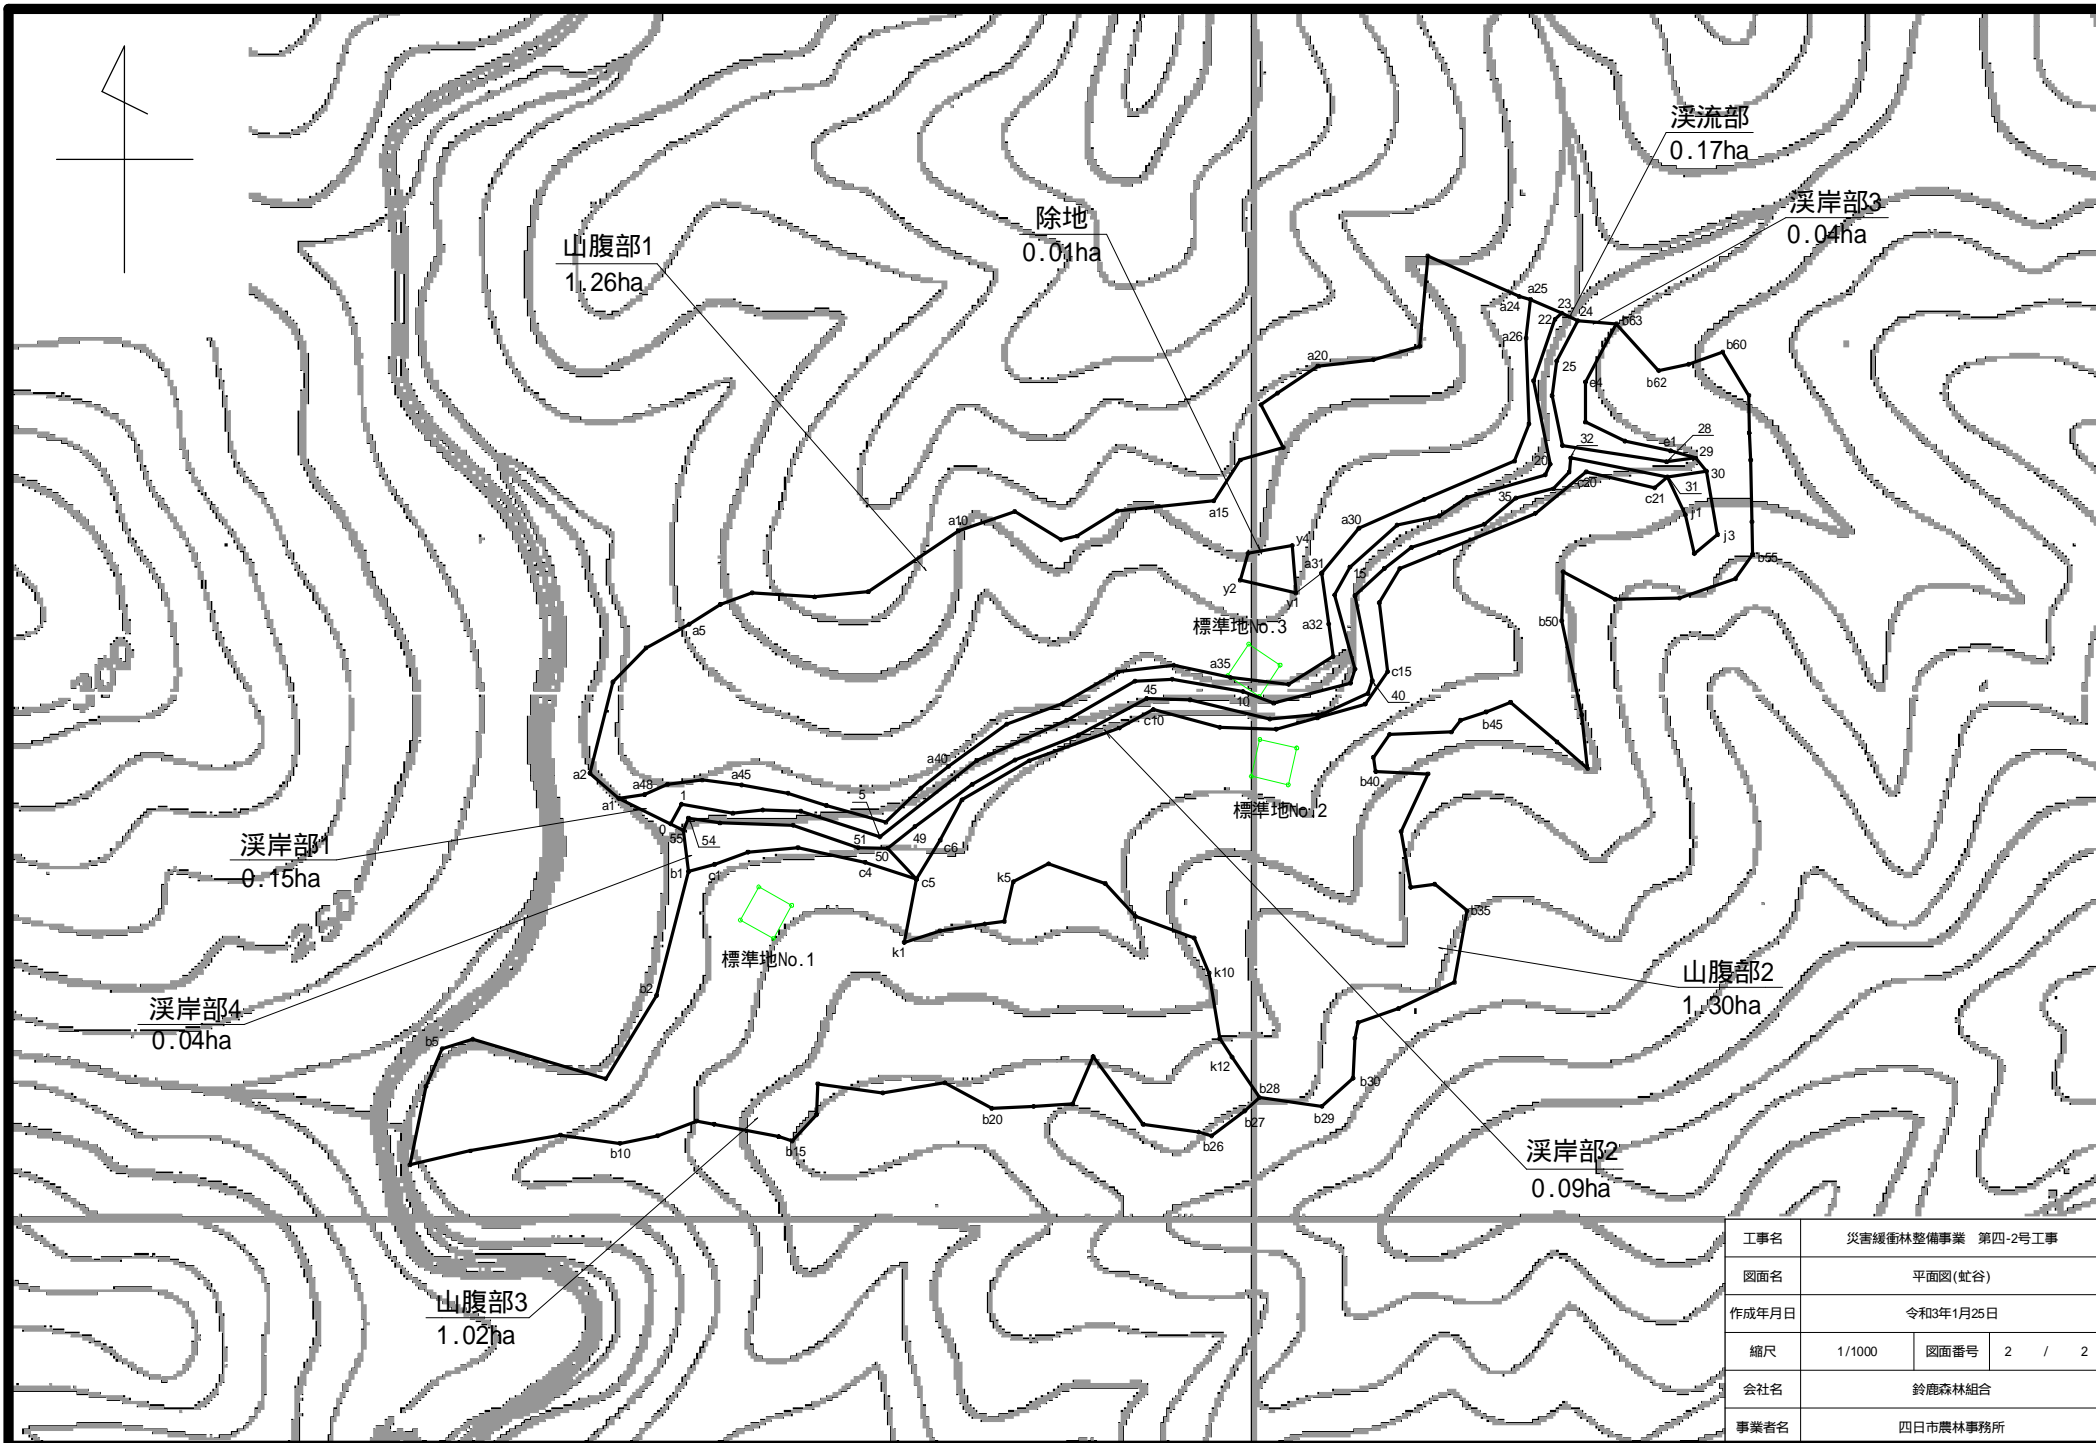 渓流部
0.17ha
渓岸部3
0.04ha
除地
0.01ha
山腹部1
1.26ha
a25
a24
23
24
22
b63
a26
b60
a20
25
b62
e4
28
32
e1
29
20
30
c20
c21
31
35
a15
j1
a10
a30
j3
y4
b55
a31
15
y2
y1
b50
a5
標準地No.3
a32
a35
c15
45
10
40
c10
b45
a40
a2
a45
a48
b40
a1
1
5
標準地No.2
0
55
54
51
49
50
c6
渓岸部1
0.15ha
b1
c1
c4
c5
k5
300
250
b35
k1
標準地No.1
k10
山腹部2
1.30ha
b2
渓岸部4
0.04ha
b5
k12
b28
b30
b27
b29
b20
b26
b10
b15
渓岸部2
0.09ha
山腹部3
1.02ha
工事名 災害緩衝林整備事業 第四-2号工事
図面名 平面図(虻谷)
作成年月日 令和3年1月25日
縮尺 1/1000 図面番号 2 / 2
会社名 鈴鹿森林組合
事業者名 四日市農林事務所